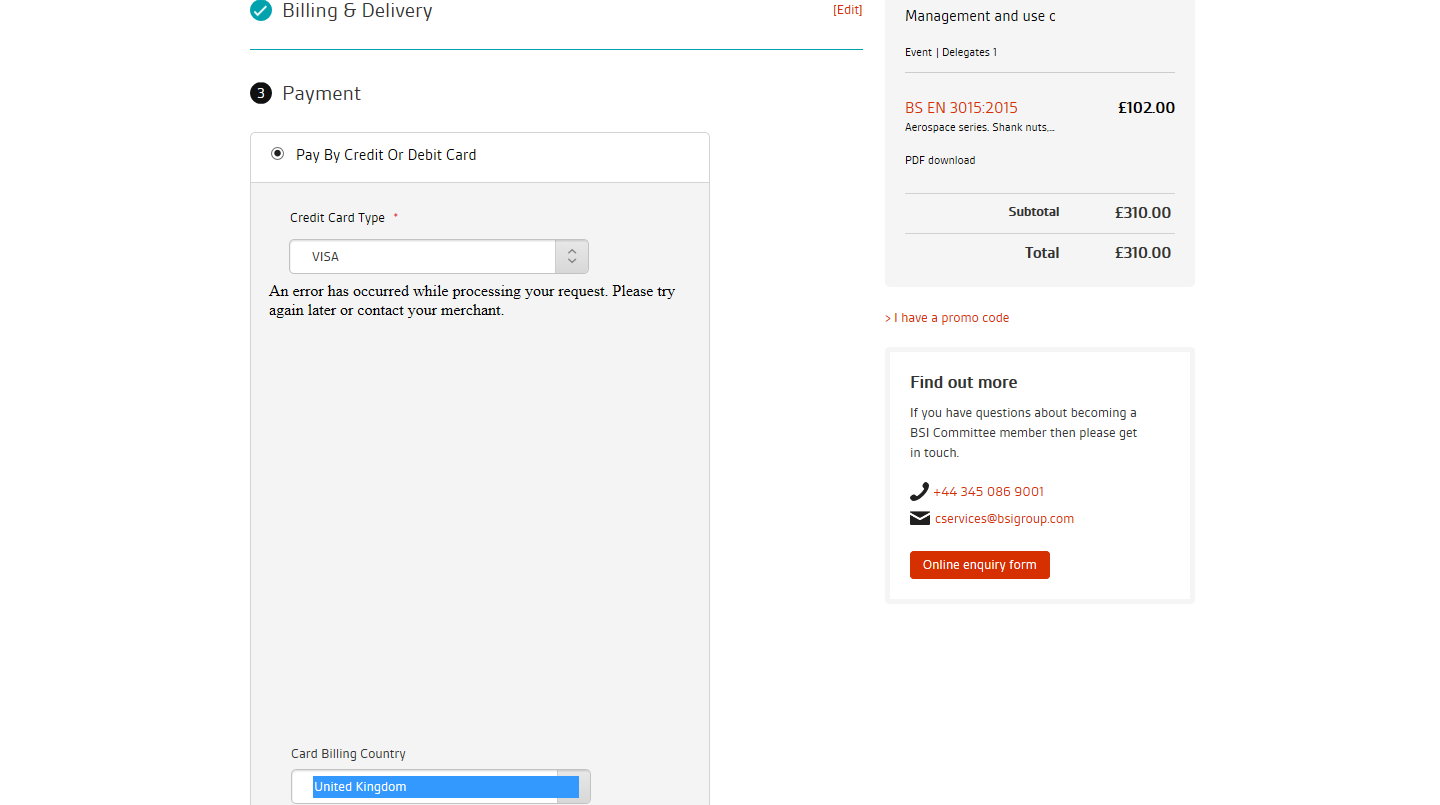 Billing & Delivery
[Edit]
3 Payment
Pay By Credit Or Debit Card
Credit Card Type *
VISA
An error has occurred while processing your request. Please try
again later or contact your merchant.
Card Billing Country
United Kingdom
Management and use c
Event | Delegates 1
BS EN 3015:2015 £102.00
Aerospace series. Shank nuts,...
PDF download
Subtotal £310.00
Total £310.00
> I have a promo code
Find out more
If you have questions about becoming a
BSI Committee member then please get
in touch.
+44 345 086 9001
cservices@bsigroup.com
Online enquiry form